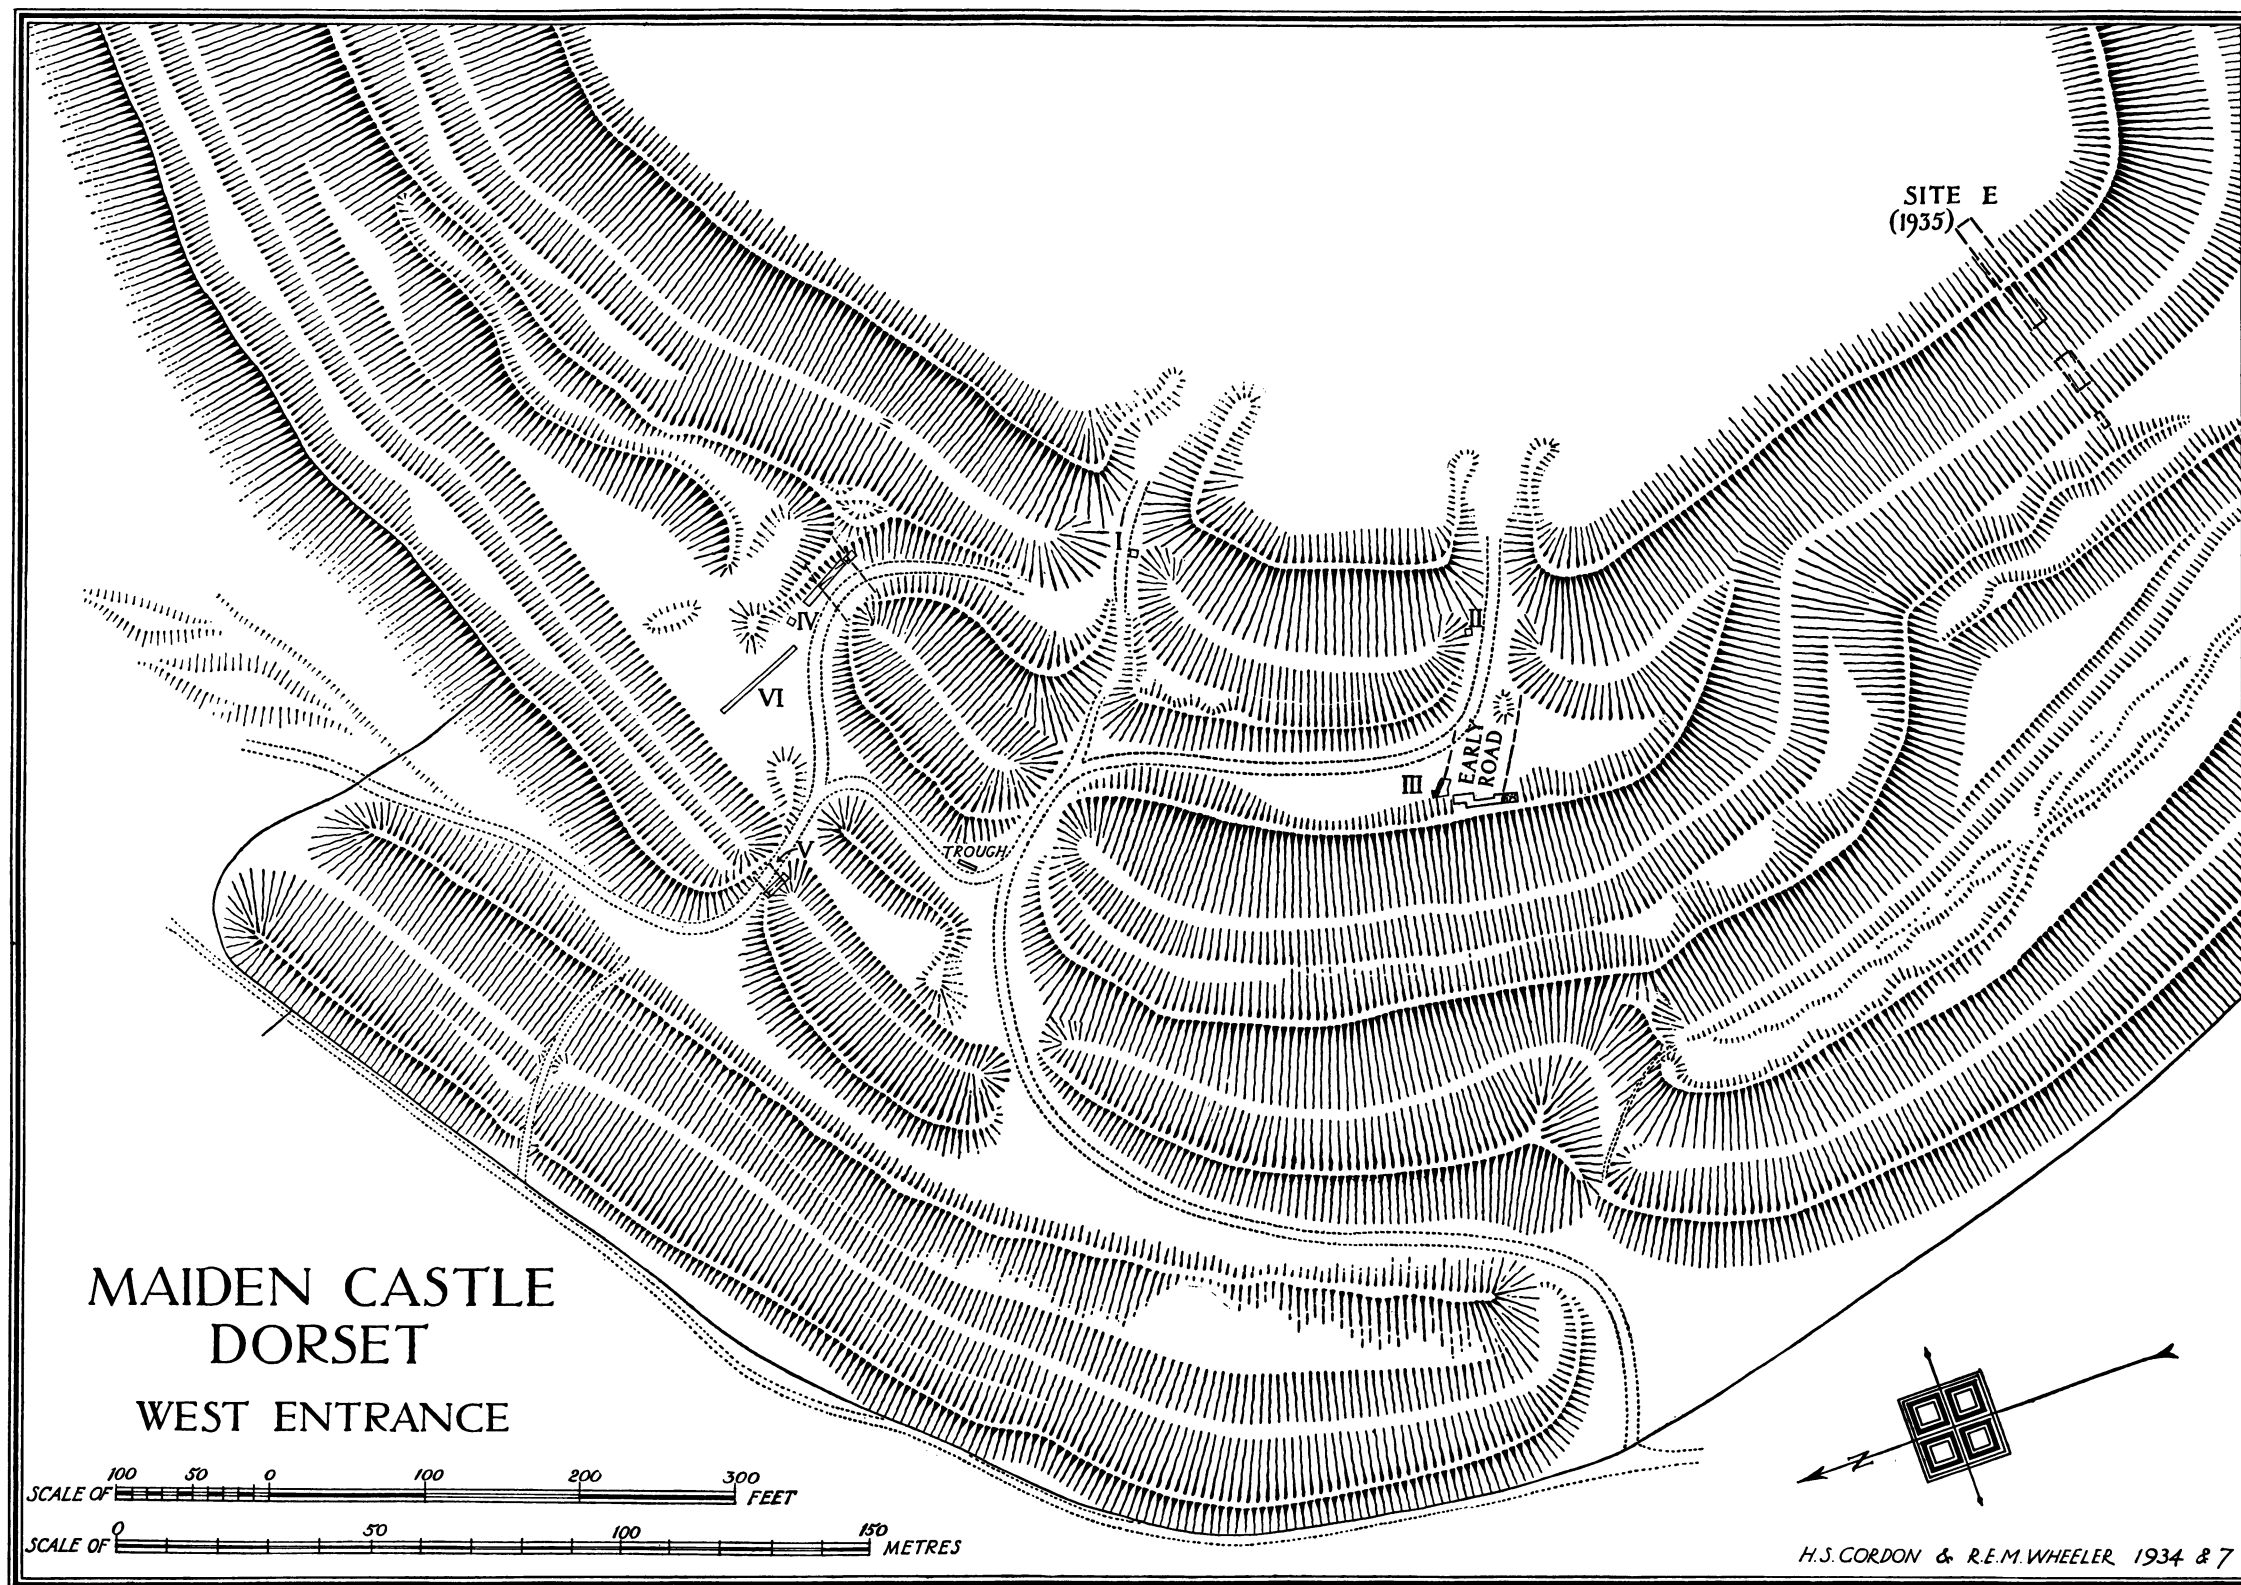 SITE E
(1935)
I
II
IV
VI
EARLY
ROAD
III
V
TROUGH
MAIDEN CASTLE
DORSET
WEST ENTRANCE
100 50 0 100 200 300
SCALE OF FEET
0 50 100 150
SCALE OF METRES
N
H.S. CORDON & R.E.M. WHEELER 1934 & 7